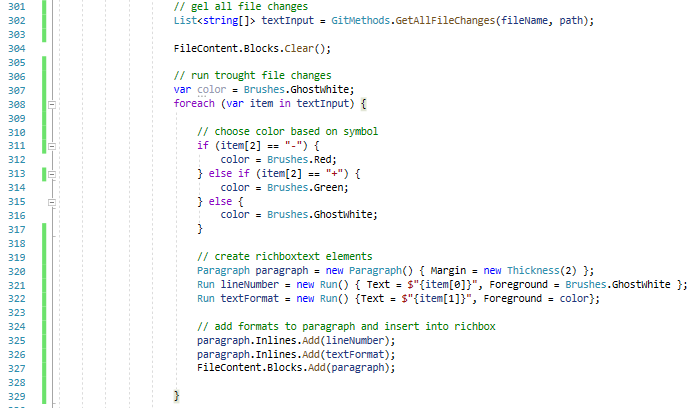 301 // gel all file changes
302 List<string[]> textInput = GitMethods.GetAllFileChanges(fileName, path);
303
304 FileContent.Blocks.Clear();
305
306 // run trought file changes
307 var color = Brushes.GhostWhite;
308 foreach (var item in textInput) {
309
310 // choose color based on symbol
311 if (item[2] == "-") {
312 color = Brushes.Red;
313 } else if (item[2] == "+") {
314 color = Brushes.Green;
315 } else {
316 color = Brushes.GhostWhite;
317 }
318
319 // create richboxtext elements
320 Paragraph paragraph = new Paragraph() { Margin = new Thickness(2) };
321 Run lineNumber = new Run() { Text = $"{item[0]}", Foreground = Brushes.GhostWhite };
322 Run textFormat = new Run() {Text = $"{item[1]}", Foreground = color};
323
324 // add formats to paragraph and insert into richbox
325 paragraph.Inlines.Add(lineNumber);
326 paragraph.Inlines.Add(textFormat);
327 FileContent.Blocks.Add(paragraph);
328
329 }